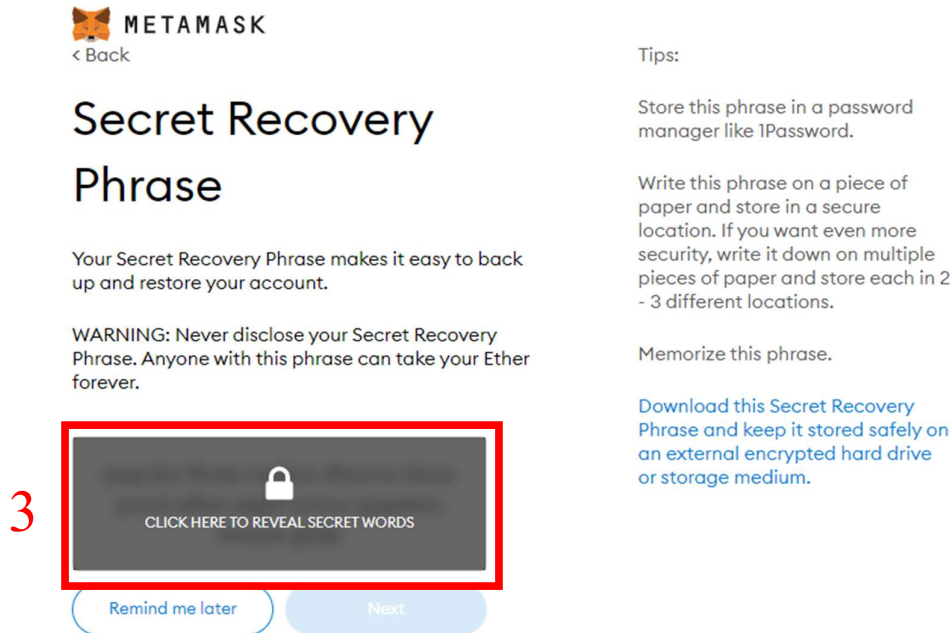 METAMASK
< Back
Secret Recovery
Phrase
Your Secret Recovery Phrase makes it easy to back
up and restore your account.
WARNING: Never disclose your Secret Recovery
Phrase. Anyone with this phrase can take your Ether
forever.
3
CLICK HERE TO REVEAL SECRET WORDS
Remind me later
Next
Tips:
Store this phrase in a password
manager like 1Password.
Write this phrase on a piece of
paper and store in a secure
location. If you want even more
security, write it down on multiple
pieces of paper and store each in 2
- 3 different locations.
Memorize this phrase.
Download this Secret Recovery
Phrase and keep it stored safely on
an external encrypted hard drive
or storage medium.